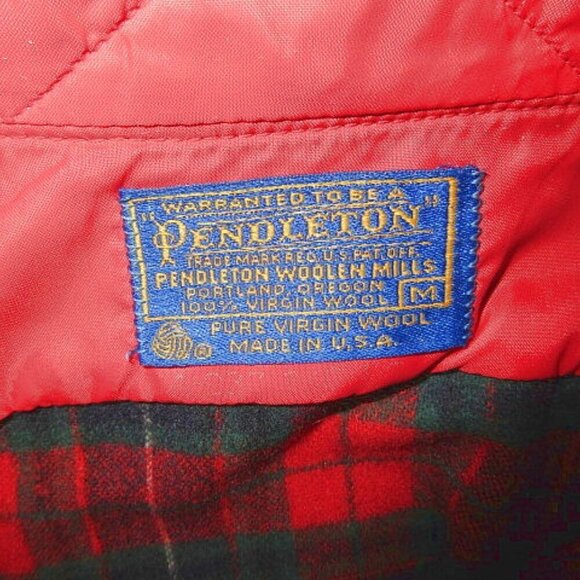 WARRANTED TO BE A
"PENDLETON"
TRADE MARK REG. U.S. PAT. OFF.
PENDLETON WOOLEN MILLS
PORTLAND, OREGON
100% VIRGIN WOOL M
® PURE VIRGIN WOOL
MADE IN U.S.A.